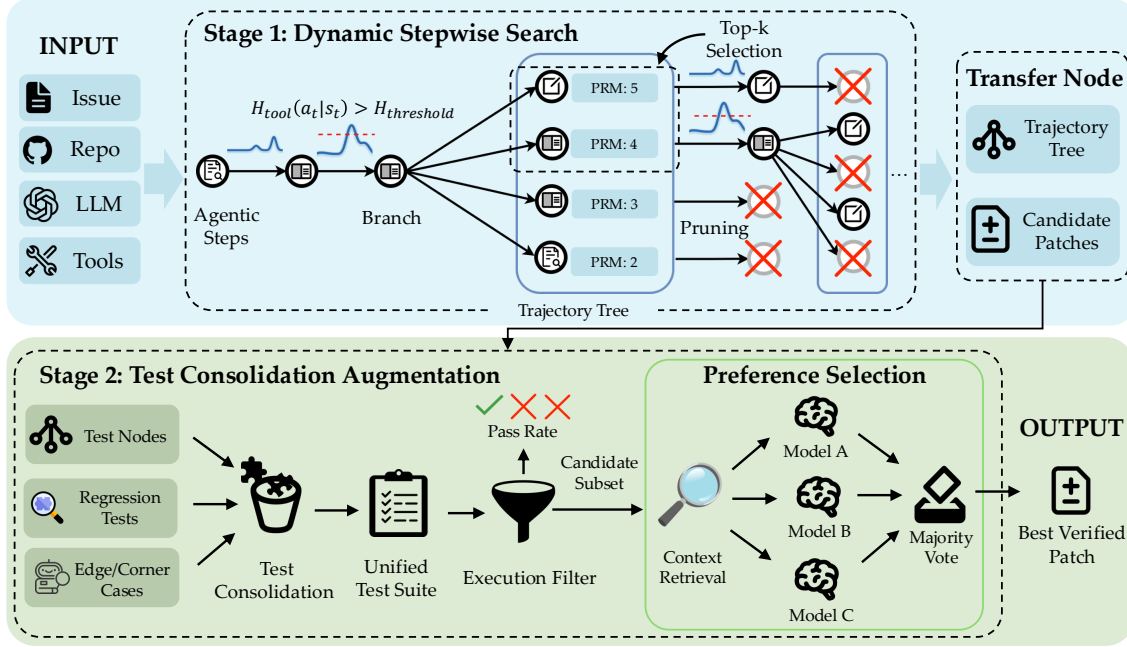 INPUT
Issue
Repo
LLM
Tools
Stage 1: Dynamic Stepwise Search
Top-k
Selection
H_tool(a_t|s_t) > H_threshold
Agentic
Steps
Branch
PRM: 5
PRM: 4
PRM: 3
PRM: 2
Pruning
...
Trajectory Tree
Transfer Node
Trajectory
Tree
Candidate
Patches
Stage 2: Test Consolidation Augmentation
Test Nodes
Regression
Tests
Edge/Corner
Cases
Test
Consolidation
Unified
Test Suite
Pass Rate
Execution Filter
Candidate
Subset
Preference Selection
Context
Retrieval
Model A
Model B
Model C
Majority
Vote
OUTPUT
Best Verified
Patch